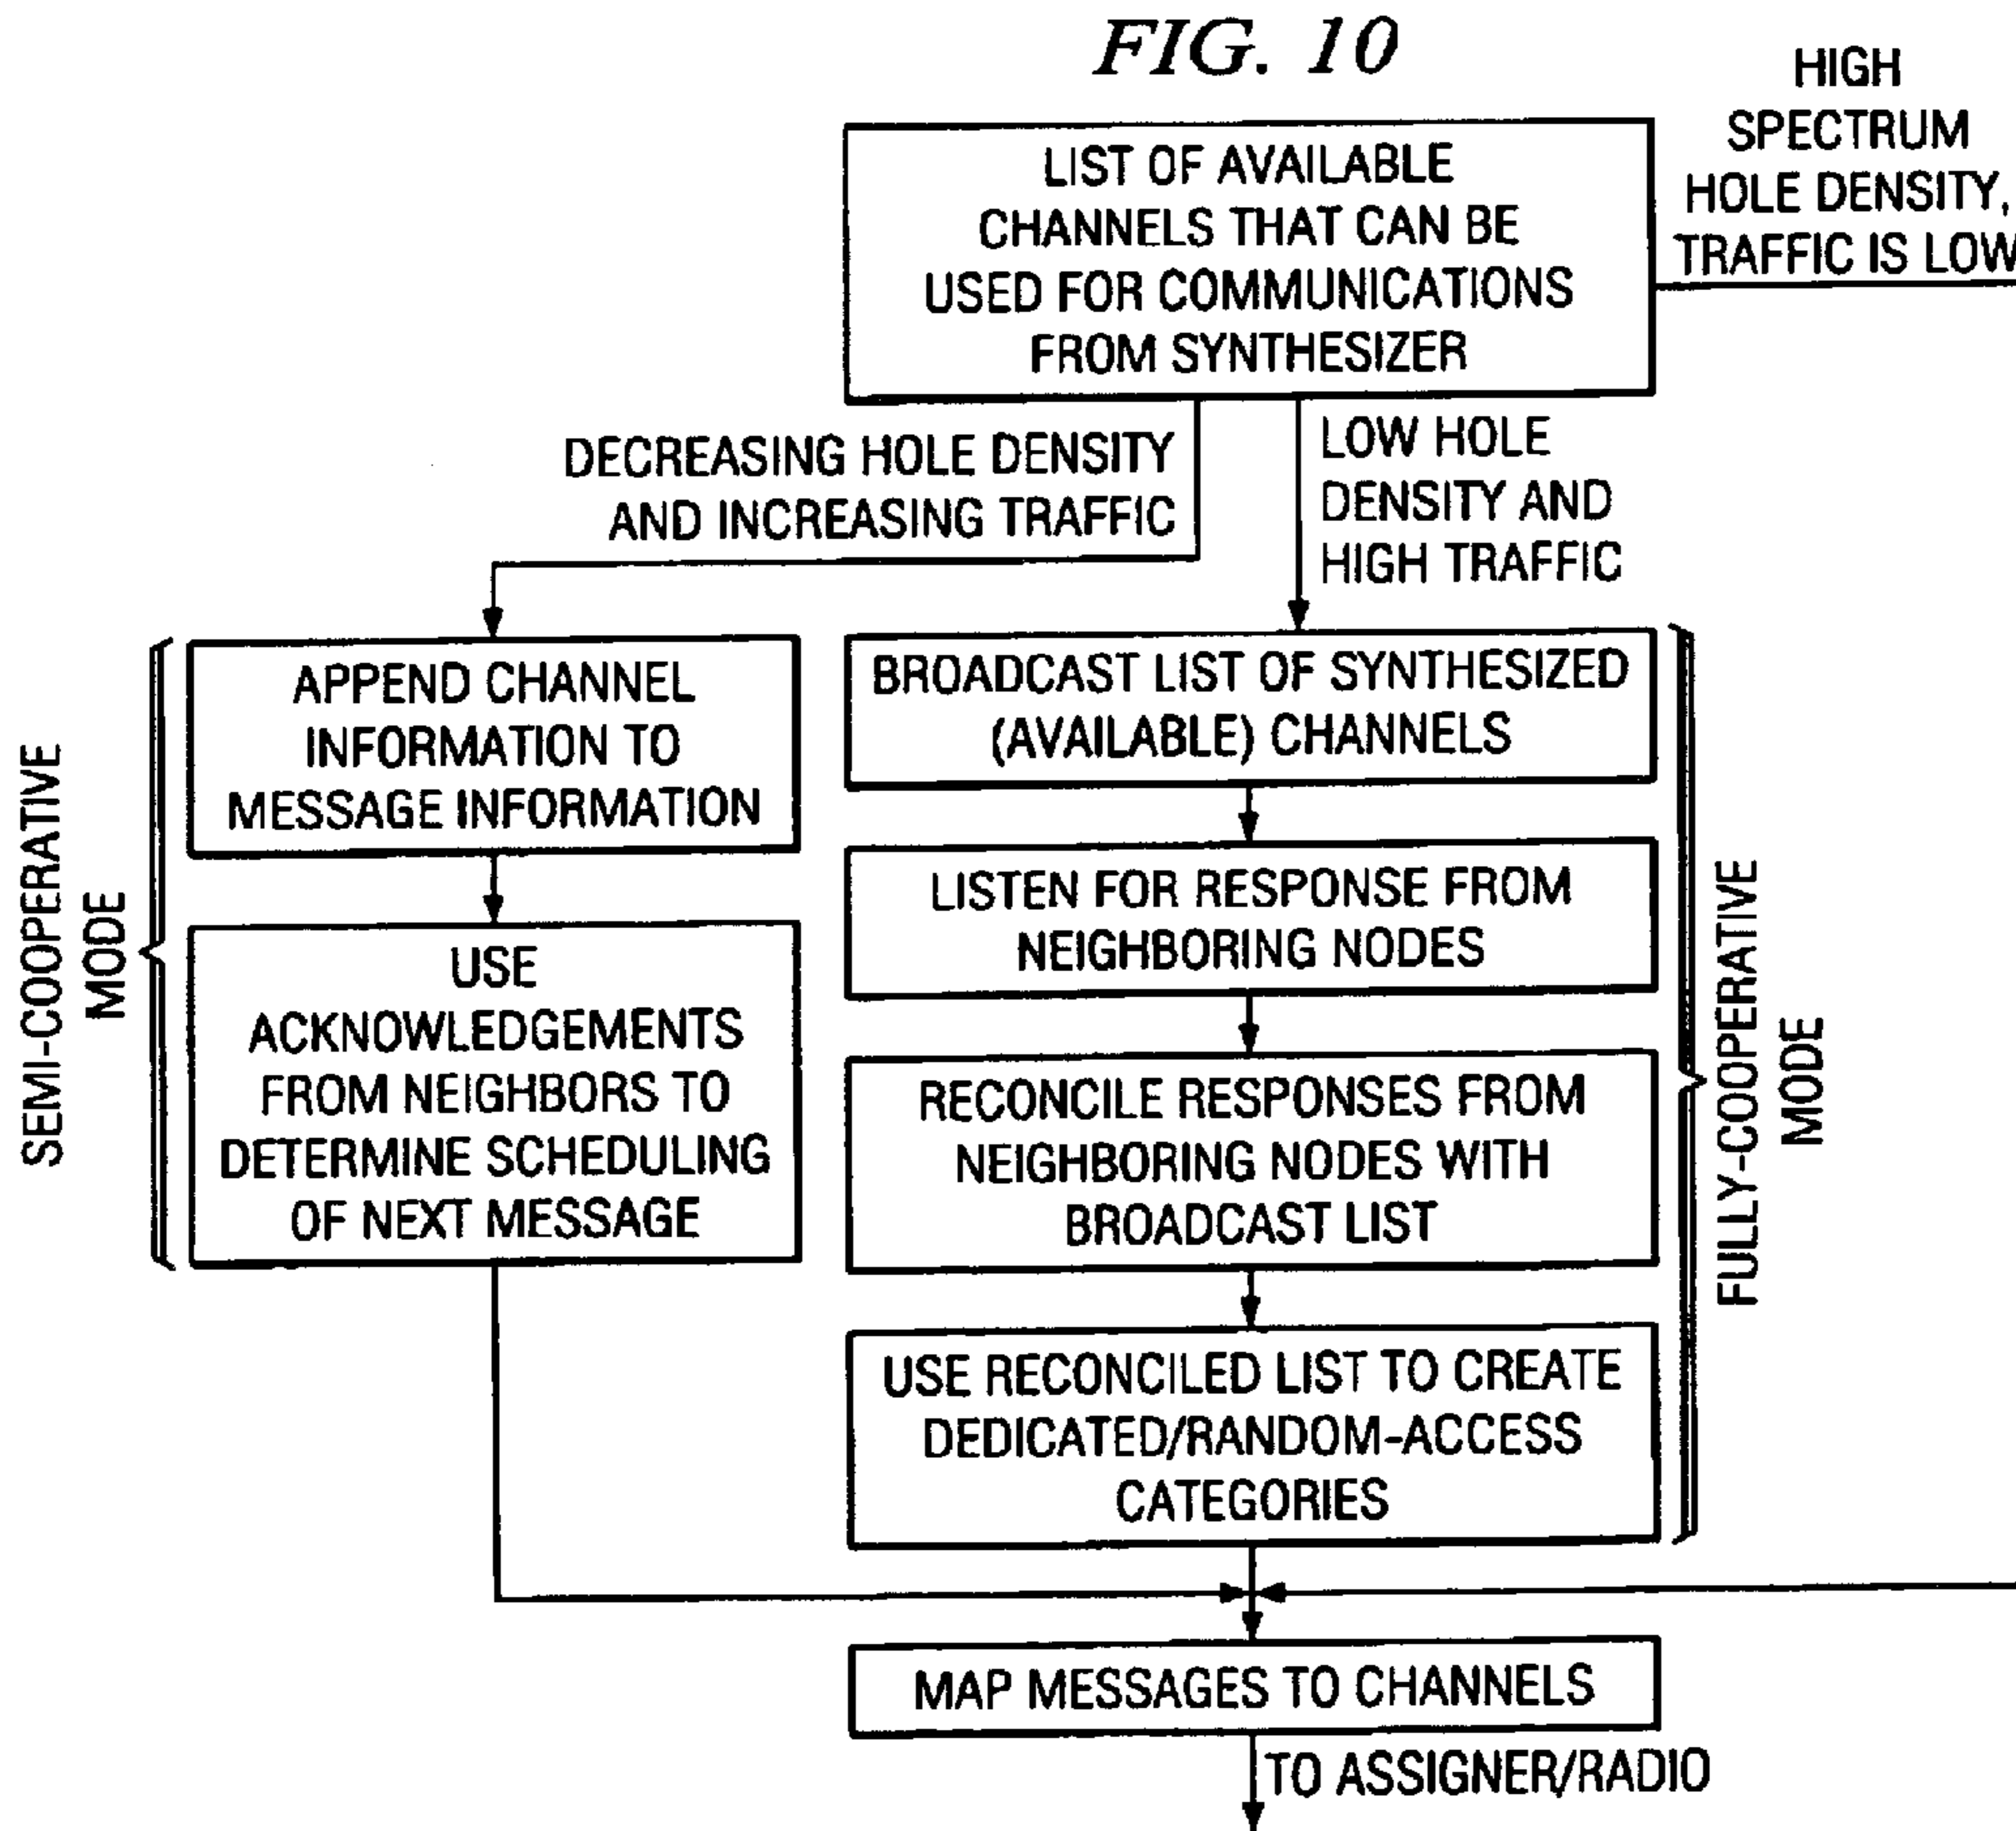 FIG. 10
HIGH
SPECTRUM
HOLE DENSITY,
TRAFFIC IS LOW
LIST OF AVAILABLE
CHANNELS THAT CAN BE
USED FOR COMMUNICATIONS
FROM SYNTHESIZER
DECREASING HOLE DENSITY
AND INCREASING TRAFFIC
LOW HOLE
DENSITY AND
HIGH TRAFFIC
SEMI-COOPERATIVE
MODE
APPEND CHANNEL
INFORMATION TO
MESSAGE INFORMATION
USE
ACKNOWLEDGEMENTS
FROM NEIGHBORS TO
DETERMINE SCHEDULING
OF NEXT MESSAGE
BROADCAST LIST OF SYNTHESIZED
(AVAILABLE) CHANNELS
LISTEN FOR RESPONSE FROM
NEIGHBORING NODES
RECONCILE RESPONSES FROM
NEIGHBORING NODES WITH
BROADCAST LIST
USE RECONCILED LIST TO CREATE
DEDICATED/RANDOM-ACCESS
CATEGORIES
FULLY-COOPERATIVE
MODE
MAP MESSAGES TO CHANNELS
TO ASSIGNER/RADIO